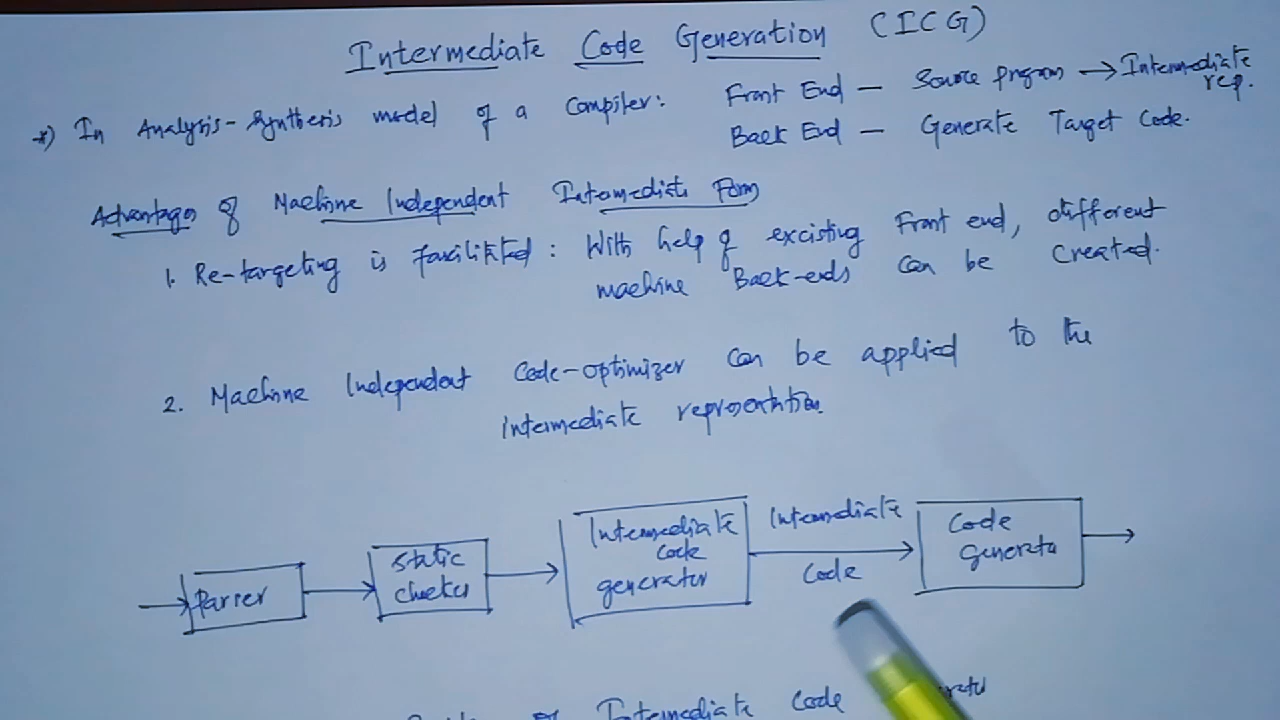 Intermediate Code Generation (ICG)
*) In Analysis-Synthesis model of a Compiler: Front End — Source program → Intermediate rep.
Back End — Generate Target Code.
Advantages of Machine Independent Intermediate Form
1. Re-targeting is facilitated: With help of excisting Front end, different
machine Back-ends can be created.
2. Machine Independent Code-optimizer can be applied to the
intermediate representation.
Parser
static
checker
Intermediate
code
generator
Intermediate
Code
Code
generator
of Intermediate code